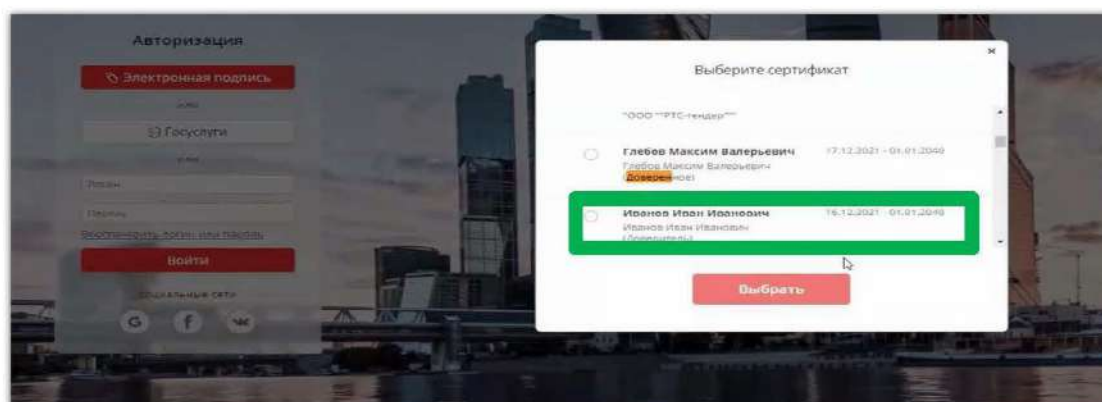 Авторизация
Электронная подпись
или
Госуслуги
или
Логин
Пароль
Восстановить логин или пароль
Войти
Социальные сети
G f
Выберите сертификат
"ООО ""РТС-тендер"""
Глебов Максим Валерьевич 17.12.2021 - 01.01.2040
Глебов Максим Валерьевич
(Доверенное)
Иванов Иван Иванович 16.12.2021 - 01.01.2040
Иванов Иван Иванович
(Доверитель)
Выбрать